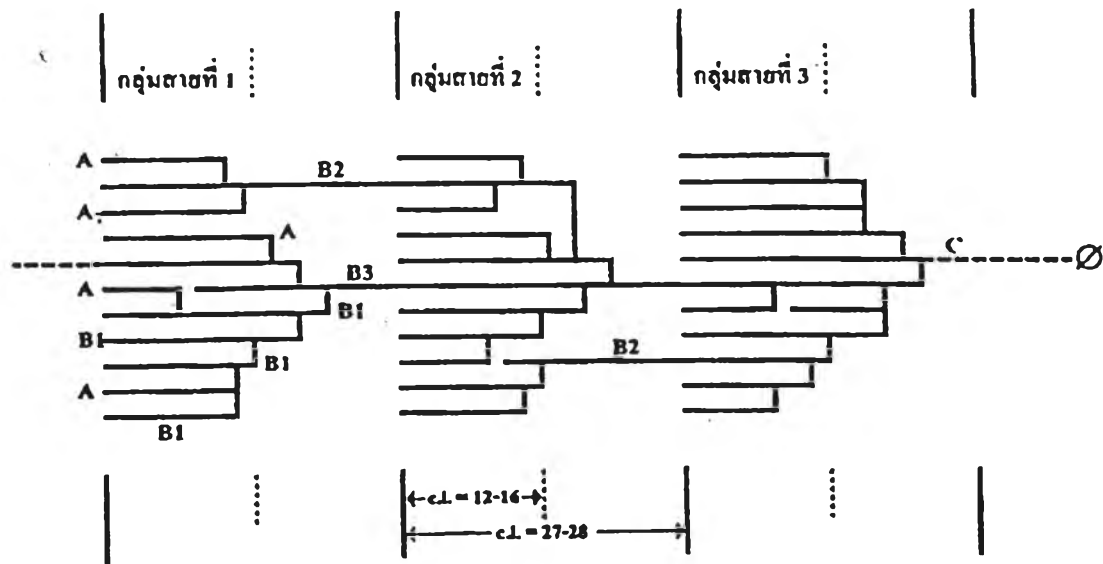 กลุ่มสายที่ 1
กลุ่มสายที่ 2
กลุ่มสายที่ 3
A
B2
A
A
C
Ø
B3
A
B1
B1
B2
B1
A
B1
c.l. = 12-16
c.l. = 27-28